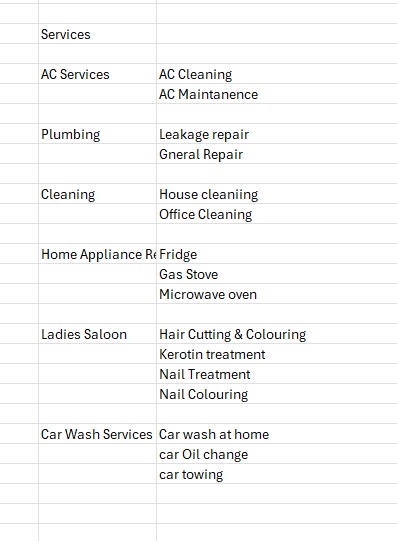 Services
AC Services AC Cleaning
AC Maintanence
Plumbing Leakage repair
Gneral Repair
Cleaning House cleaniing
Office Cleaning
Home Appliance Re Fridge
Gas Stove
Microwave oven
Ladies Saloon Hair Cutting & Colouring
Kerotin treatment
Nail Treatment
Nail Colouring
Car Wash Services Car wash at home
car Oil change
car towing